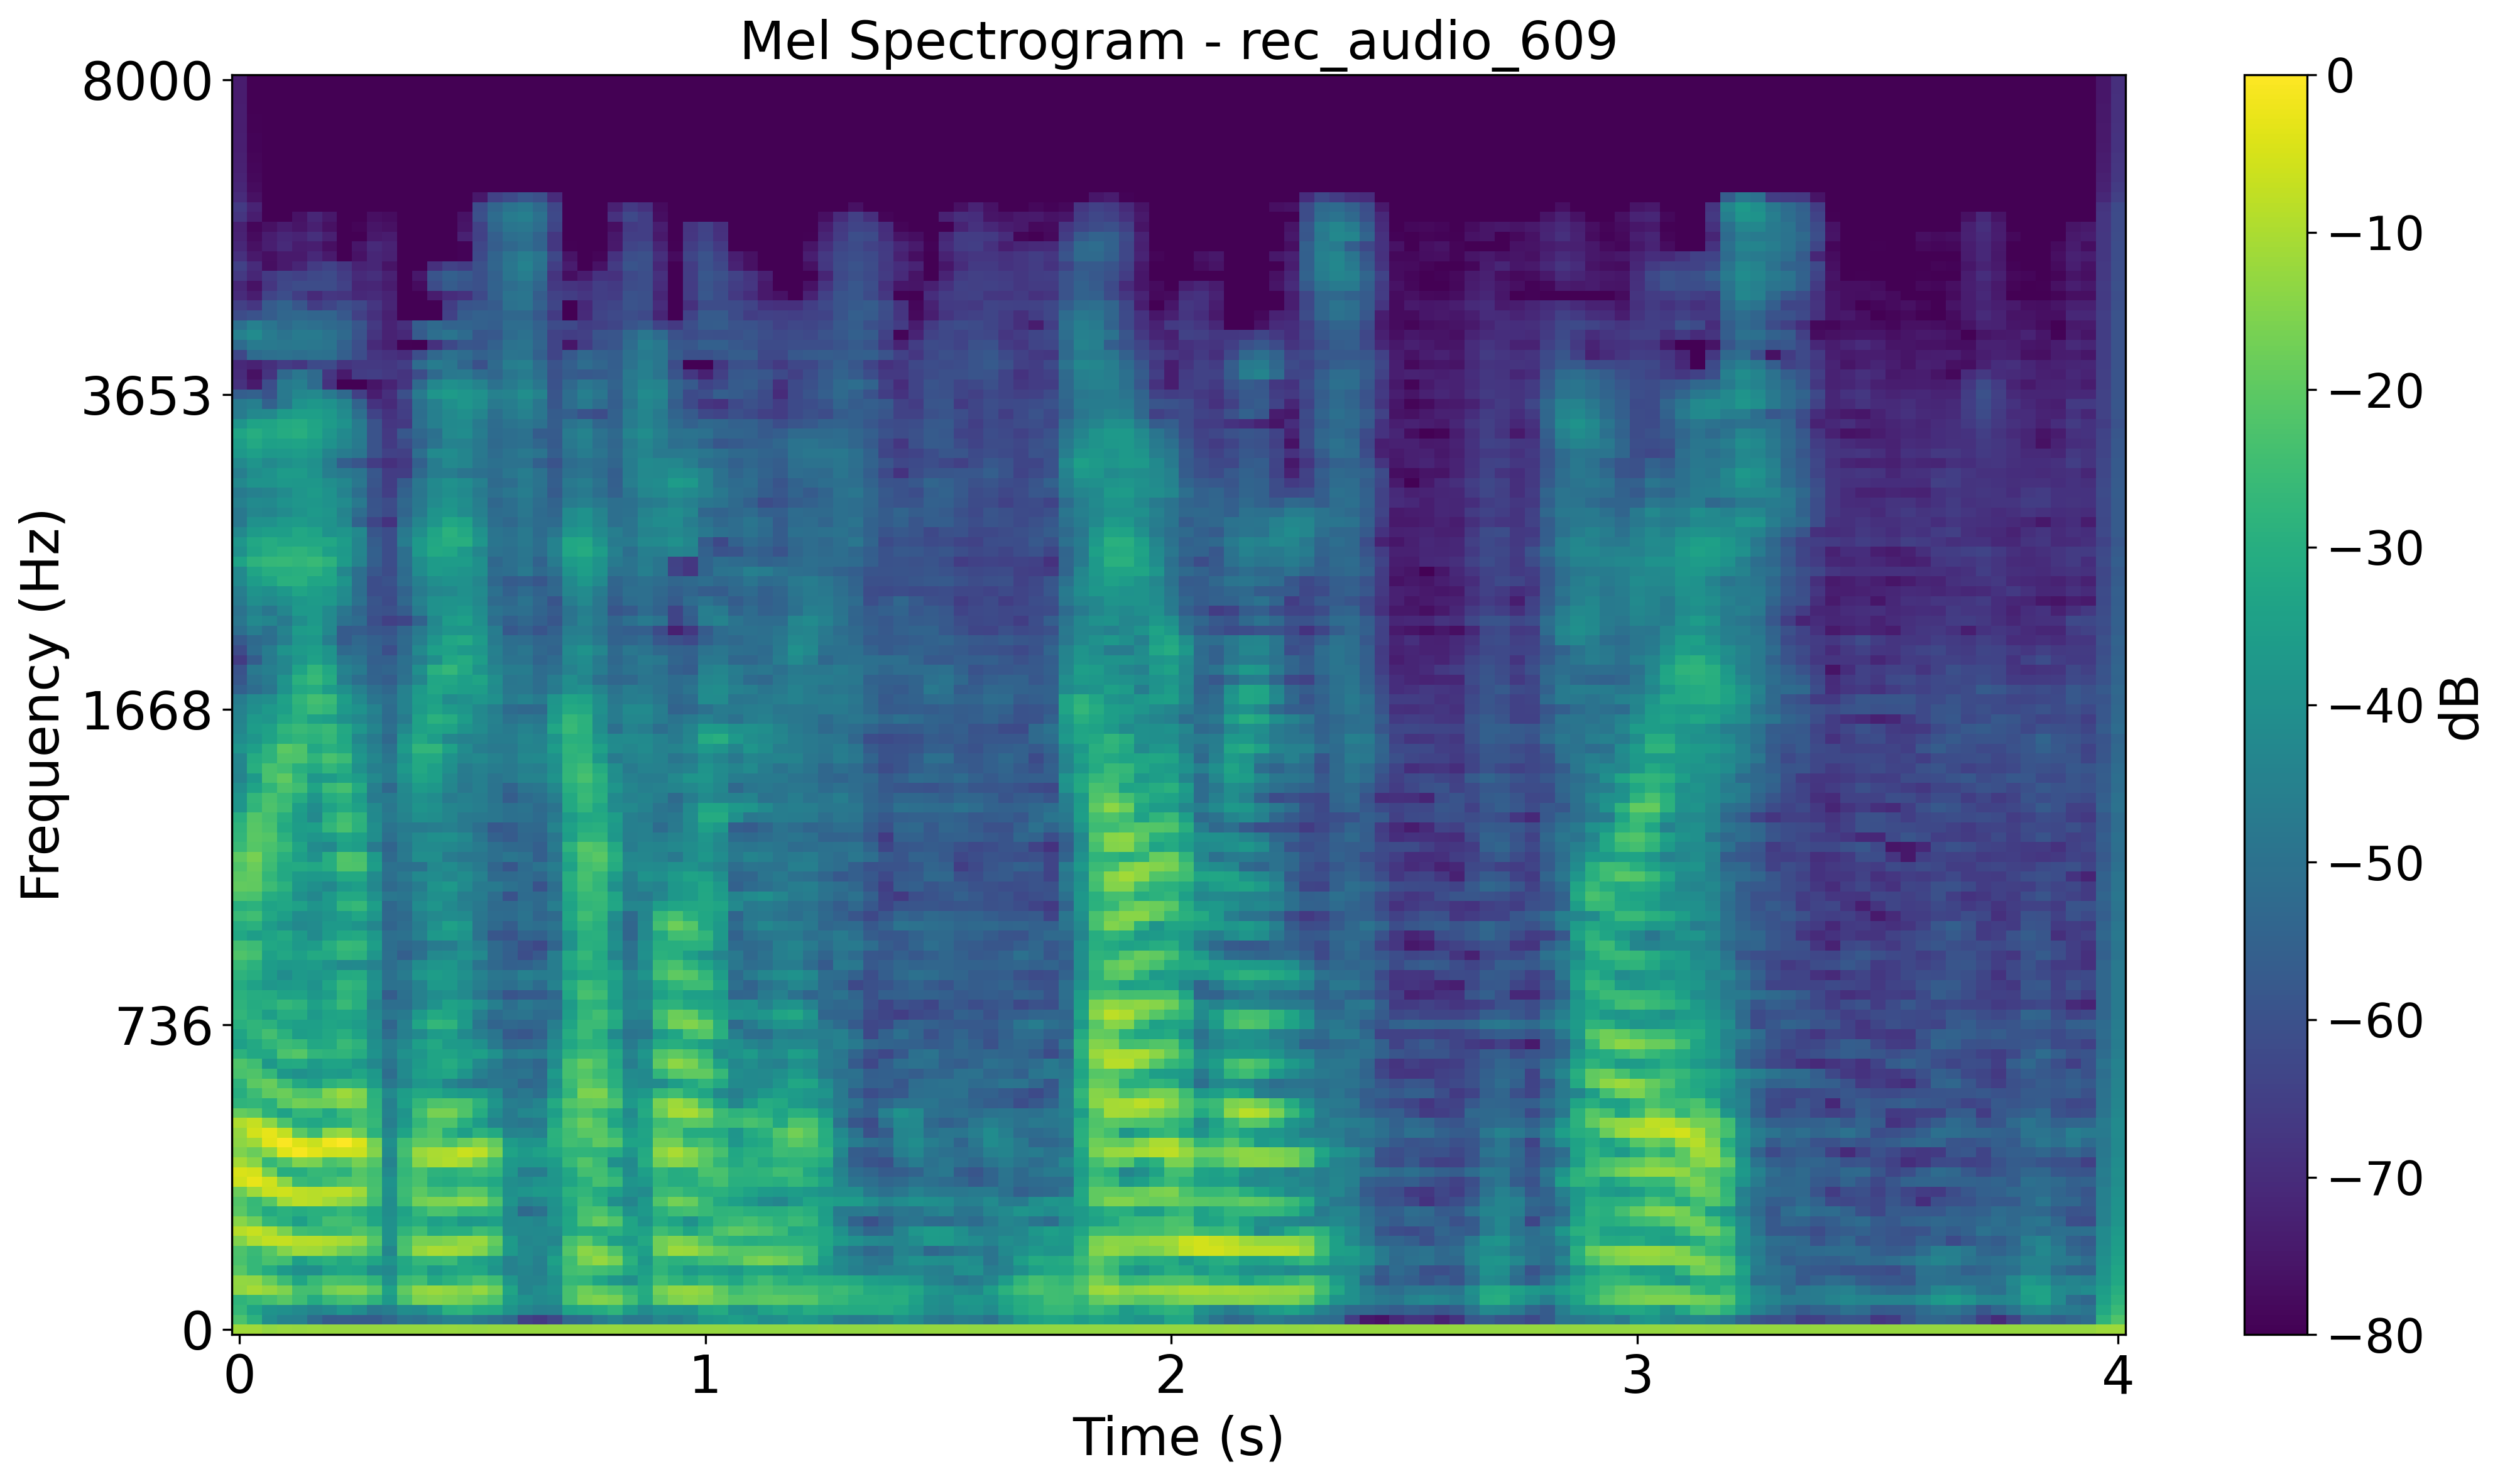 Mel Spectrogram - rec_audio_609
Frequency (Hz)
8000
3653
1668
736
0
0 1 2 3 4
Time (s)
0
−10
−20
−30
−40
−50
−60
−70
−80
dB